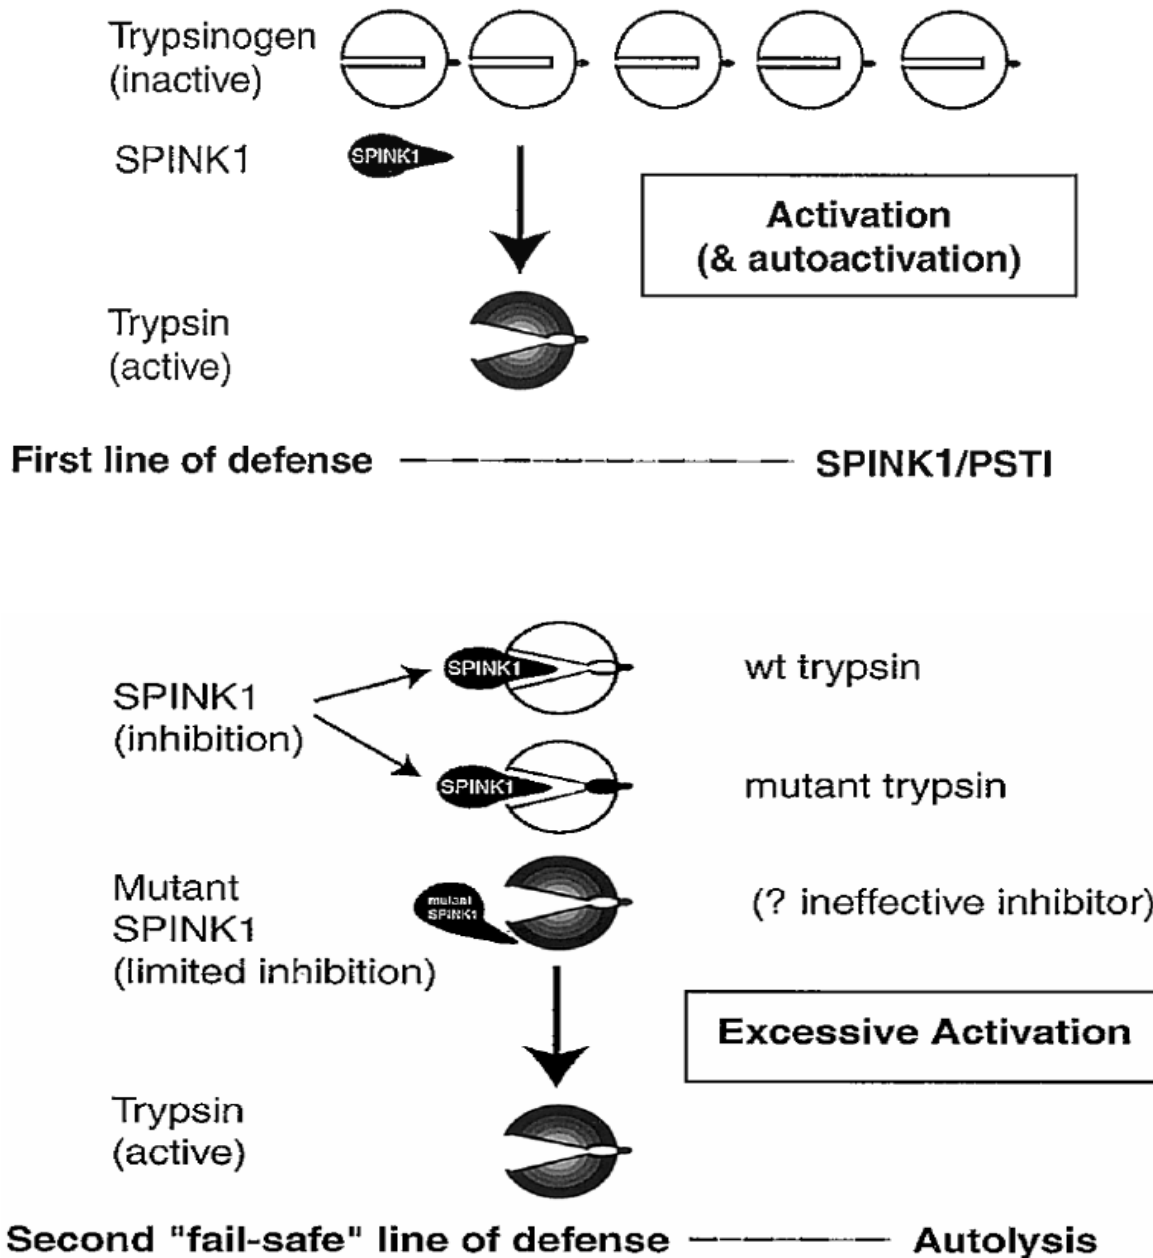 Trypsinogen
(inactive)
SPINK1
SPINK1
Activation
(& autoactivation)
Trypsin
(active)
First line of defense SPINK1/PSTI
SPINK1
(inhibition)
SPINK1
wt trypsin
SPINK1
mutant trypsin
Mutant
SPINK1
(limited inhibition)
mutant
SPINK1
(? ineffective inhibitor)
Excessive Activation
Trypsin
(active)
Second "fail-safe" line of defense Autolysis